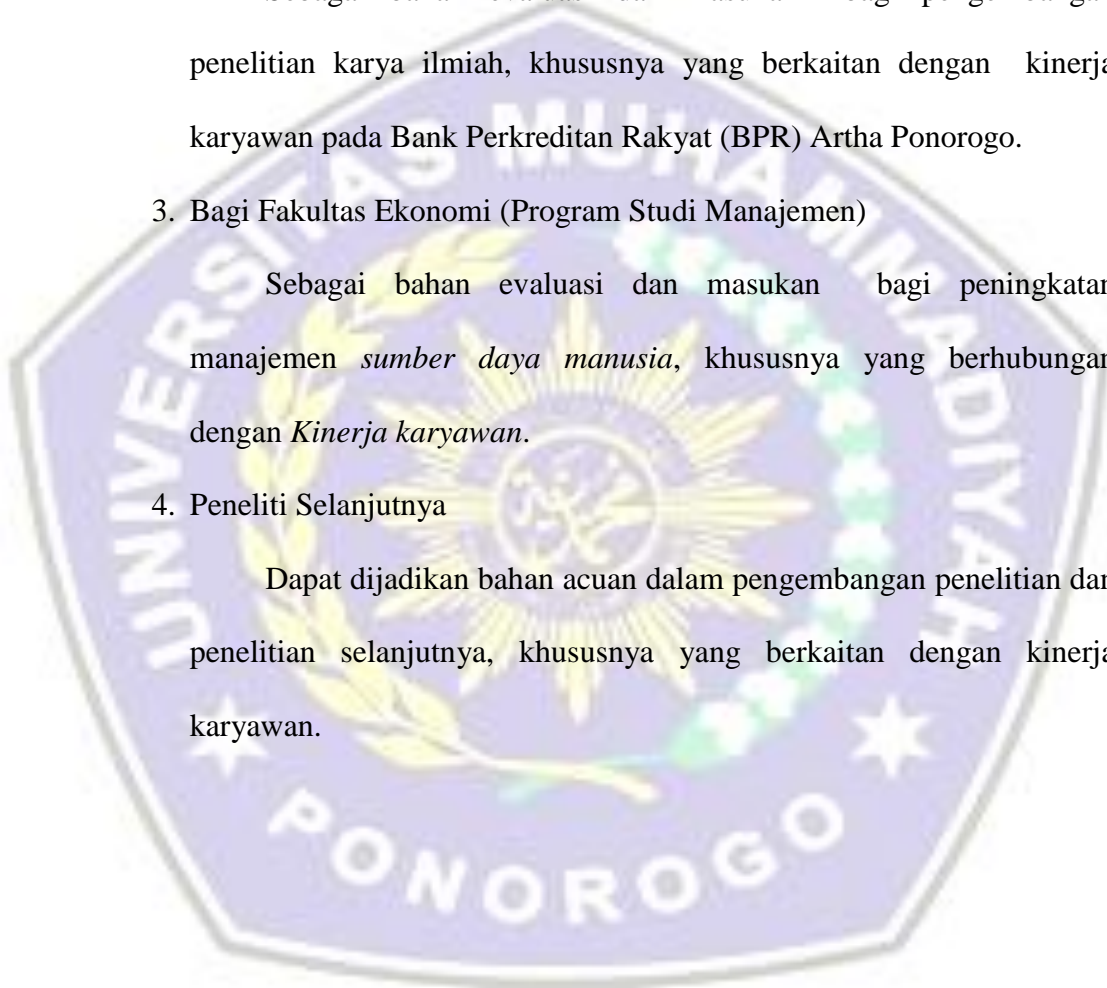 penelitian karya ilmiah, khususnya yang berkaitan dengan kinerja
karyawan pada Bank Perkreditan Rakyat (BPR) Artha Ponorogo.
3. Bagi Fakultas Ekonomi (Program Studi Manajemen)
Sebagai bahan evaluasi dan masukan bagi peningkatan
manajemen sumber daya manusia, khususnya yang berhubungan
dengan Kinerja karyawan.
4. Peneliti Selanjutnya
Dapat dijadikan bahan acuan dalam pengembangan penelitian dan
penelitian selanjutnya, khususnya yang berkaitan dengan kinerja
karyawan.
UNIVERSITAS MUHAMMADIYAH
PONOROGO